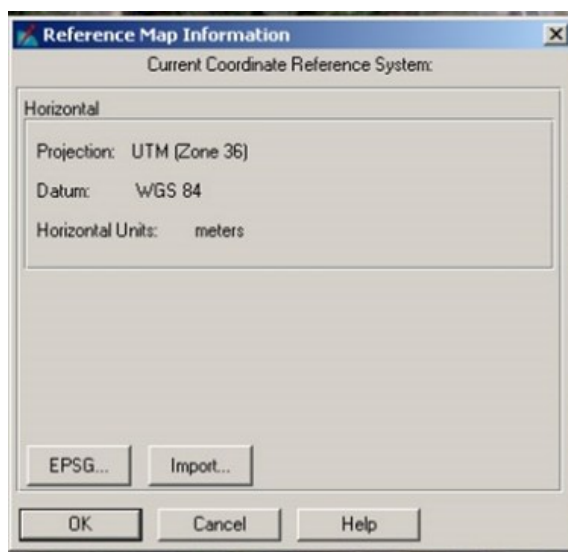 Reference Map Information
Current Coordinate Reference System:
Horizontal
Projection: UTM (Zone 36)
Datum: WGS 84
Horizontal Units: meters
EPSG... Import...
OK Cancel Help